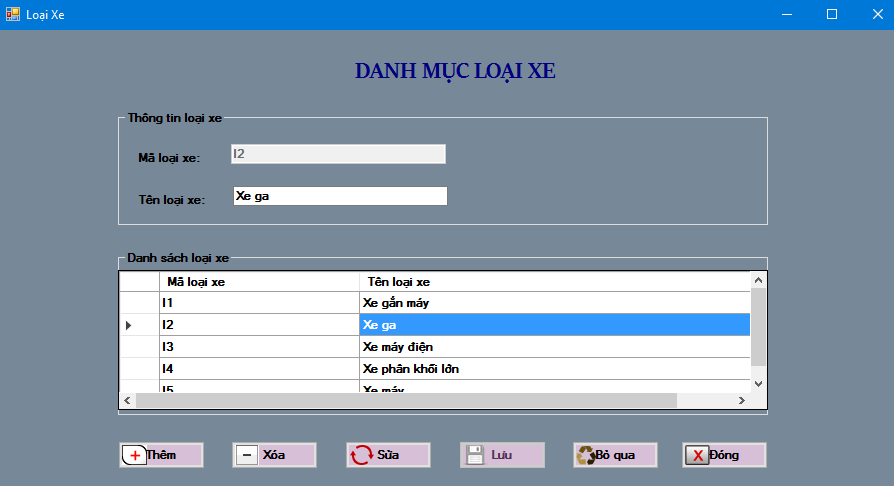 Loại Xe
DANH MỤC LOẠI XE
Thông tin loại xe
Mã loại xe: l2
Tên loại xe: Xe ga
Danh sách loại xe
Mã loại xe Tên loại xe
l1 Xe gắn máy
l2 Xe ga
l3 Xe máy điện
l4 Xe phân khối lớn
l5 Xe máy
Thêm Xóa Sửa Lưu Bỏ qua X Đóng